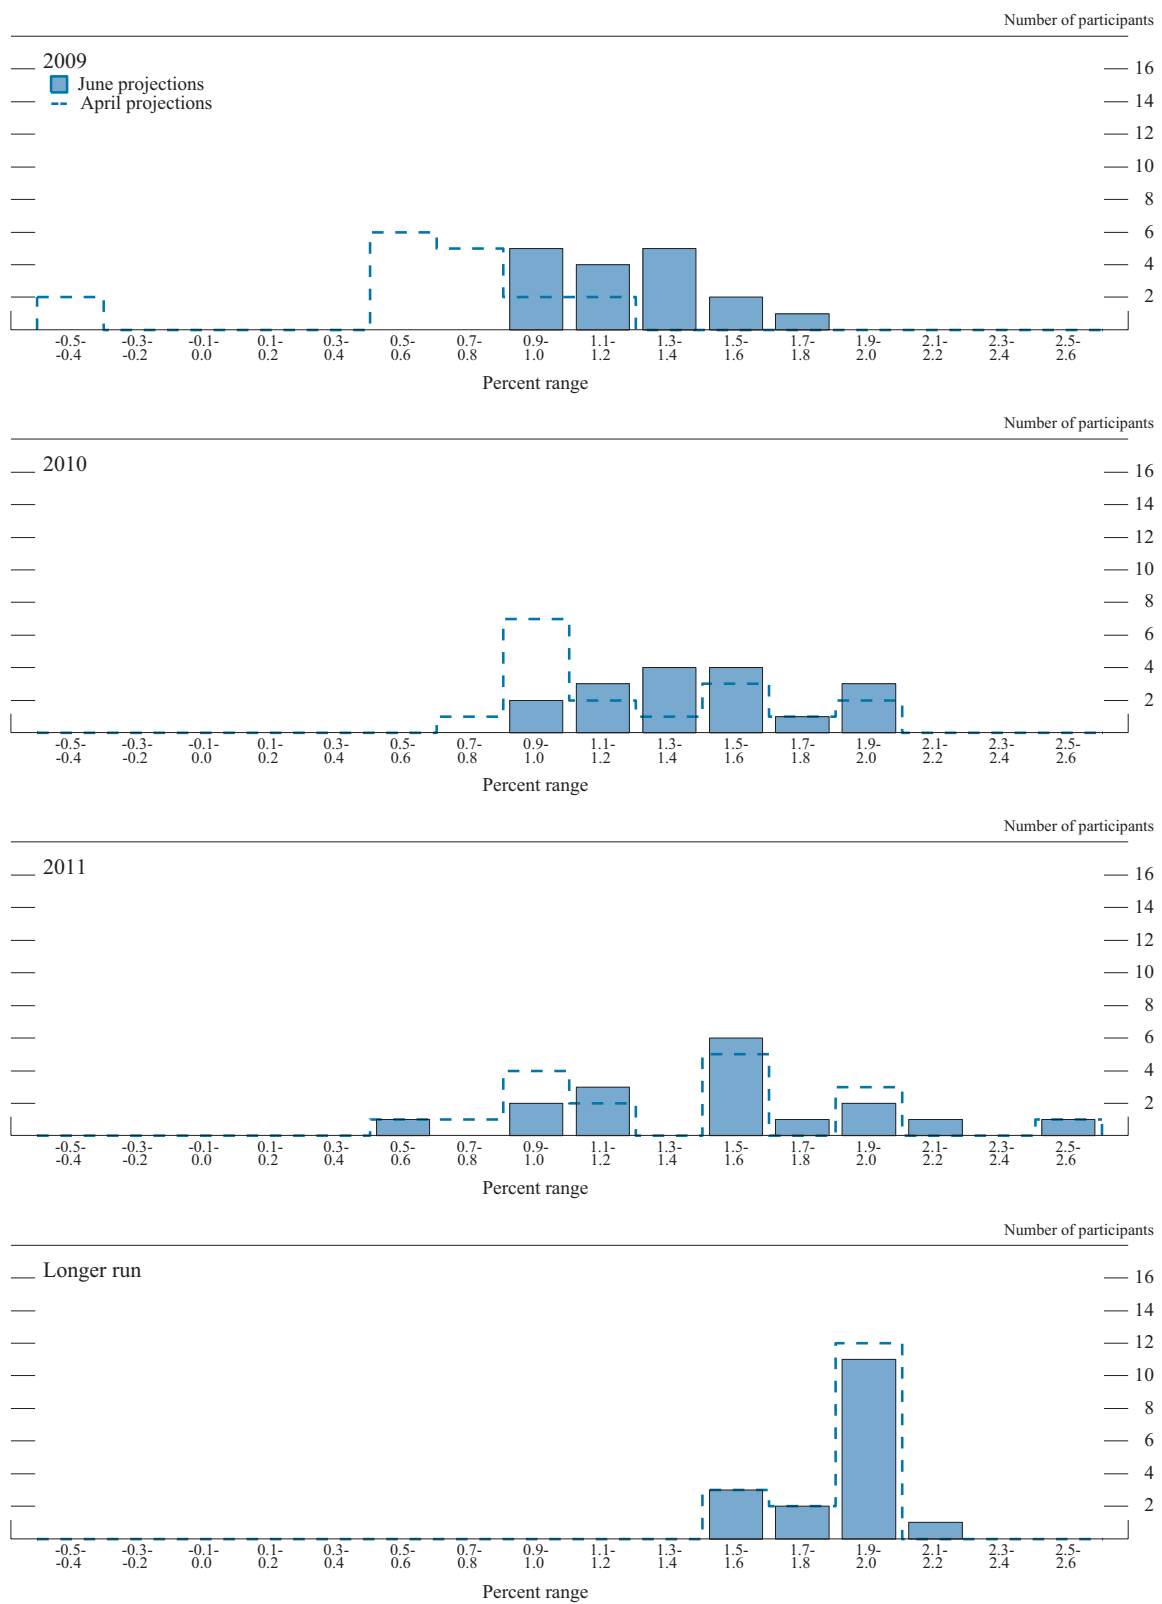 Number of participants
2009
June projections
April projections
16
14
12
10
8
6
4
2
-0.5- -0.3- -0.1- 0.1- 0.3- 0.5- 0.7- 0.9- 1.1- 1.3- 1.5- 1.7- 1.9- 2.1- 2.3- 2.5-
-0.4 -0.2 0.0 0.2 0.4 0.6 0.8 1.0 1.2 1.4 1.6 1.8 2.0 2.2 2.4 2.6
Percent range
Number of participants
2010
16
14
12
10
8
6
4
2
-0.5- -0.3- -0.1- 0.1- 0.3- 0.5- 0.7- 0.9- 1.1- 1.3- 1.5- 1.7- 1.9- 2.1- 2.3- 2.5-
-0.4 -0.2 0.0 0.2 0.4 0.6 0.8 1.0 1.2 1.4 1.6 1.8 2.0 2.2 2.4 2.6
Percent range
Number of participants
2011
16
14
12
10
8
6
4
2
-0.5- -0.3- -0.1- 0.1- 0.3- 0.5- 0.7- 0.9- 1.1- 1.3- 1.5- 1.7- 1.9- 2.1- 2.3- 2.5-
-0.4 -0.2 0.0 0.2 0.4 0.6 0.8 1.0 1.2 1.4 1.6 1.8 2.0 2.2 2.4 2.6
Percent range
Number of participants
Longer run
16
14
12
10
8
6
4
2
-0.5- -0.3- -0.1- 0.1- 0.3- 0.5- 0.7- 0.9- 1.1- 1.3- 1.5- 1.7- 1.9- 2.1- 2.3- 2.5-
-0.4 -0.2 0.0 0.2 0.4 0.6 0.8 1.0 1.2 1.4 1.6 1.8 2.0 2.2 2.4 2.6
Percent range